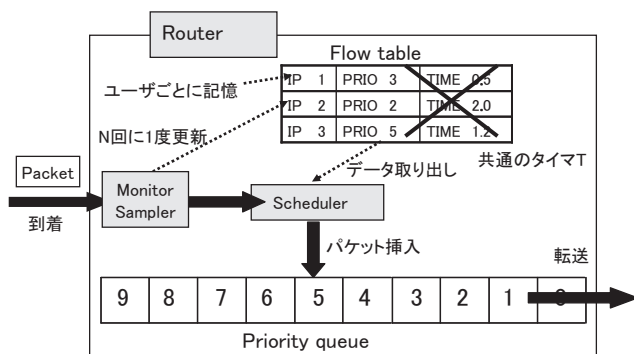 Router
Flow table
IP 1 PRIO 3 TIME 0.5
ユーザごとに記憶
IP 2 PRIO 2 TIME 2.0
N回に1度更新
IP 3 PRIO 5 TIME 1.2
共通のタイマT
データ取り出し
Packet
Monitor
Sampler
Scheduler
到着
パケット挿入
転送
9 8 7 6 5 4 3 2 1 0
Priority queue